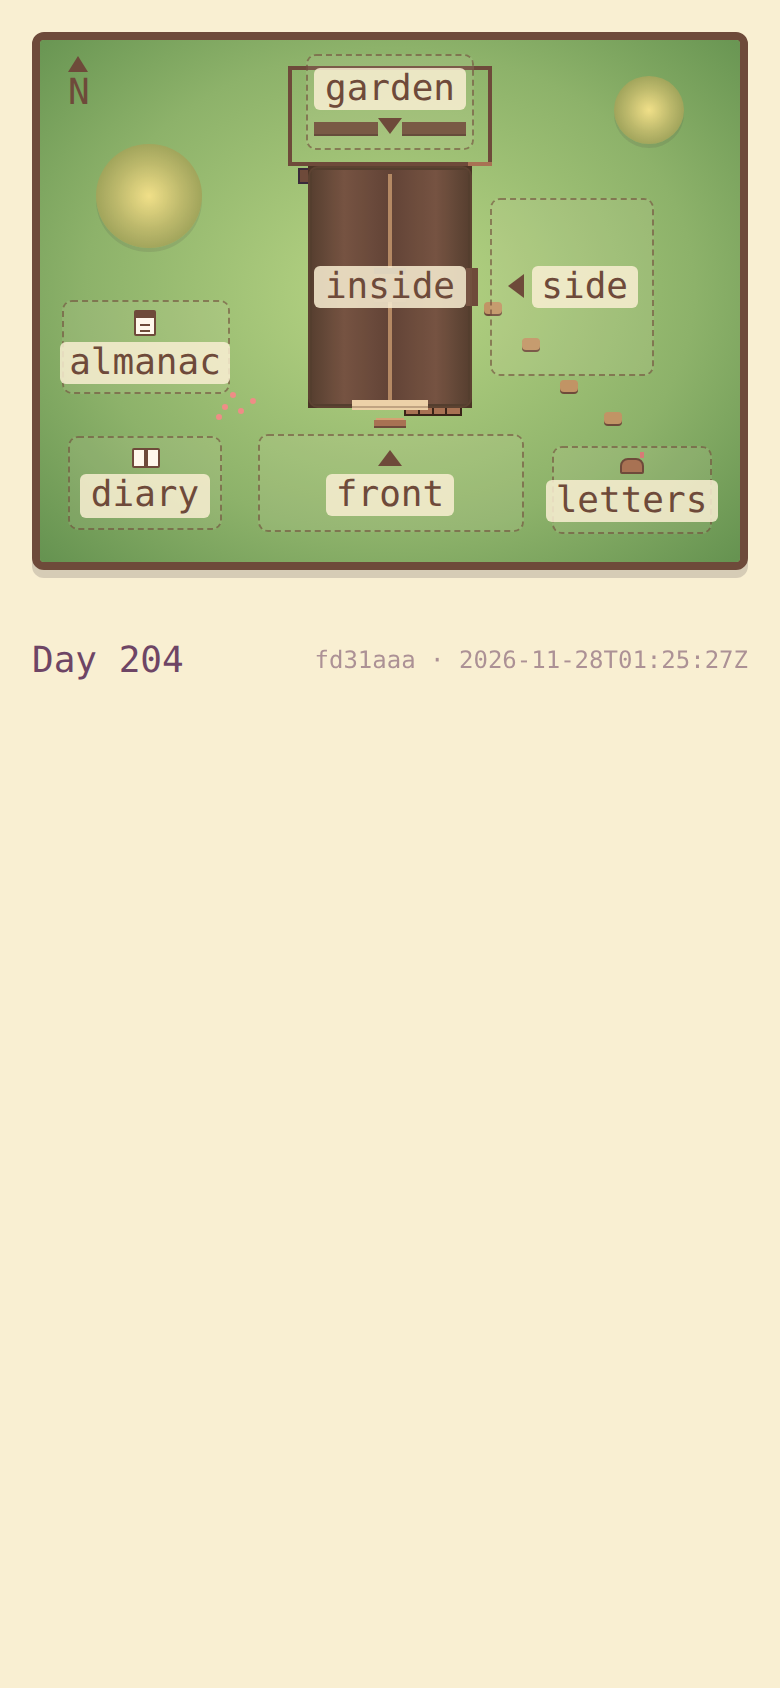 N
garden
inside
side
almanac
diary
front
letters
Day 204
fd31aaa · 2026-11-28T01:25:27Z